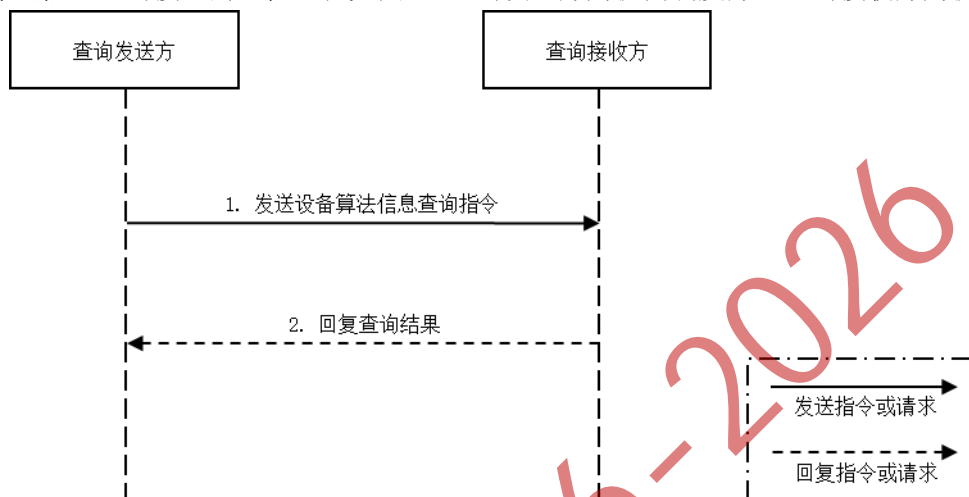 查询发送方
查询接收方
1. 发送设备算法信息查询指令
2. 回复查询结果
发送指令或请求
回复指令或请求
6-2026